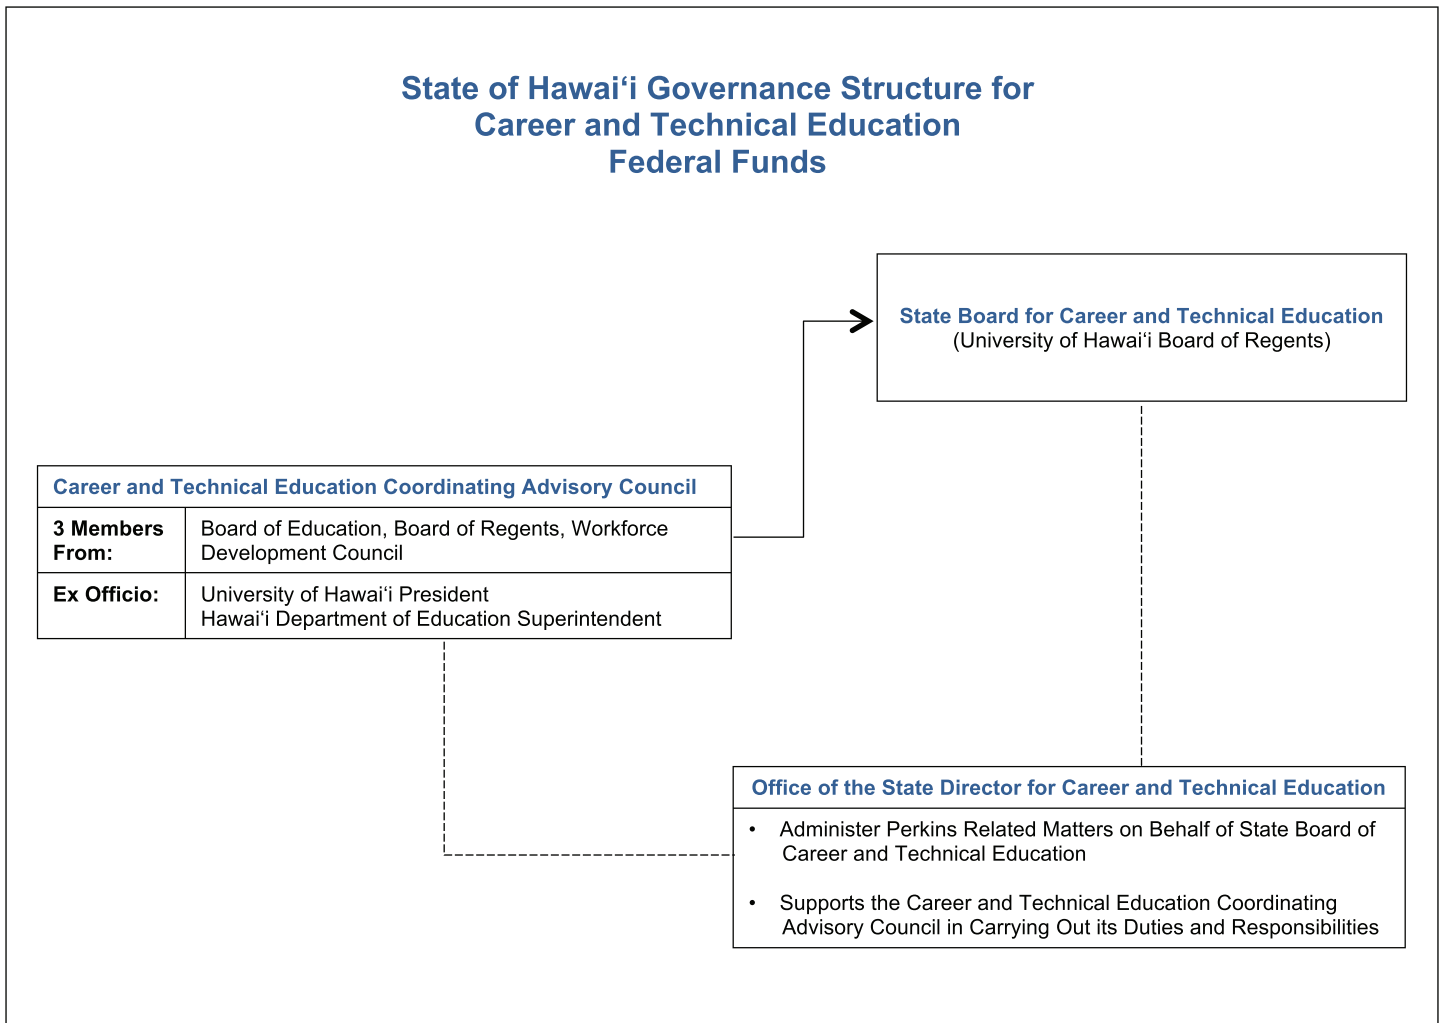 State of Hawai‘i Governance Structure for
Career and Technical Education
Federal Funds
State Board for Career and Technical Education
(University of Hawai‘i Board of Regents)
Career and Technical Education Coordinating Advisory Council
3 Members
From:
Board of Education, Board of Regents, Workforce
Development Council
Ex Officio:
University of Hawai‘i President
Hawai‘i Department of Education Superintendent
Office of the State Director for Career and Technical Education
• Administer Perkins Related Matters on Behalf of State Board of
Career and Technical Education
• Supports the Career and Technical Education Coordinating
Advisory Council in Carrying Out its Duties and Responsibilities